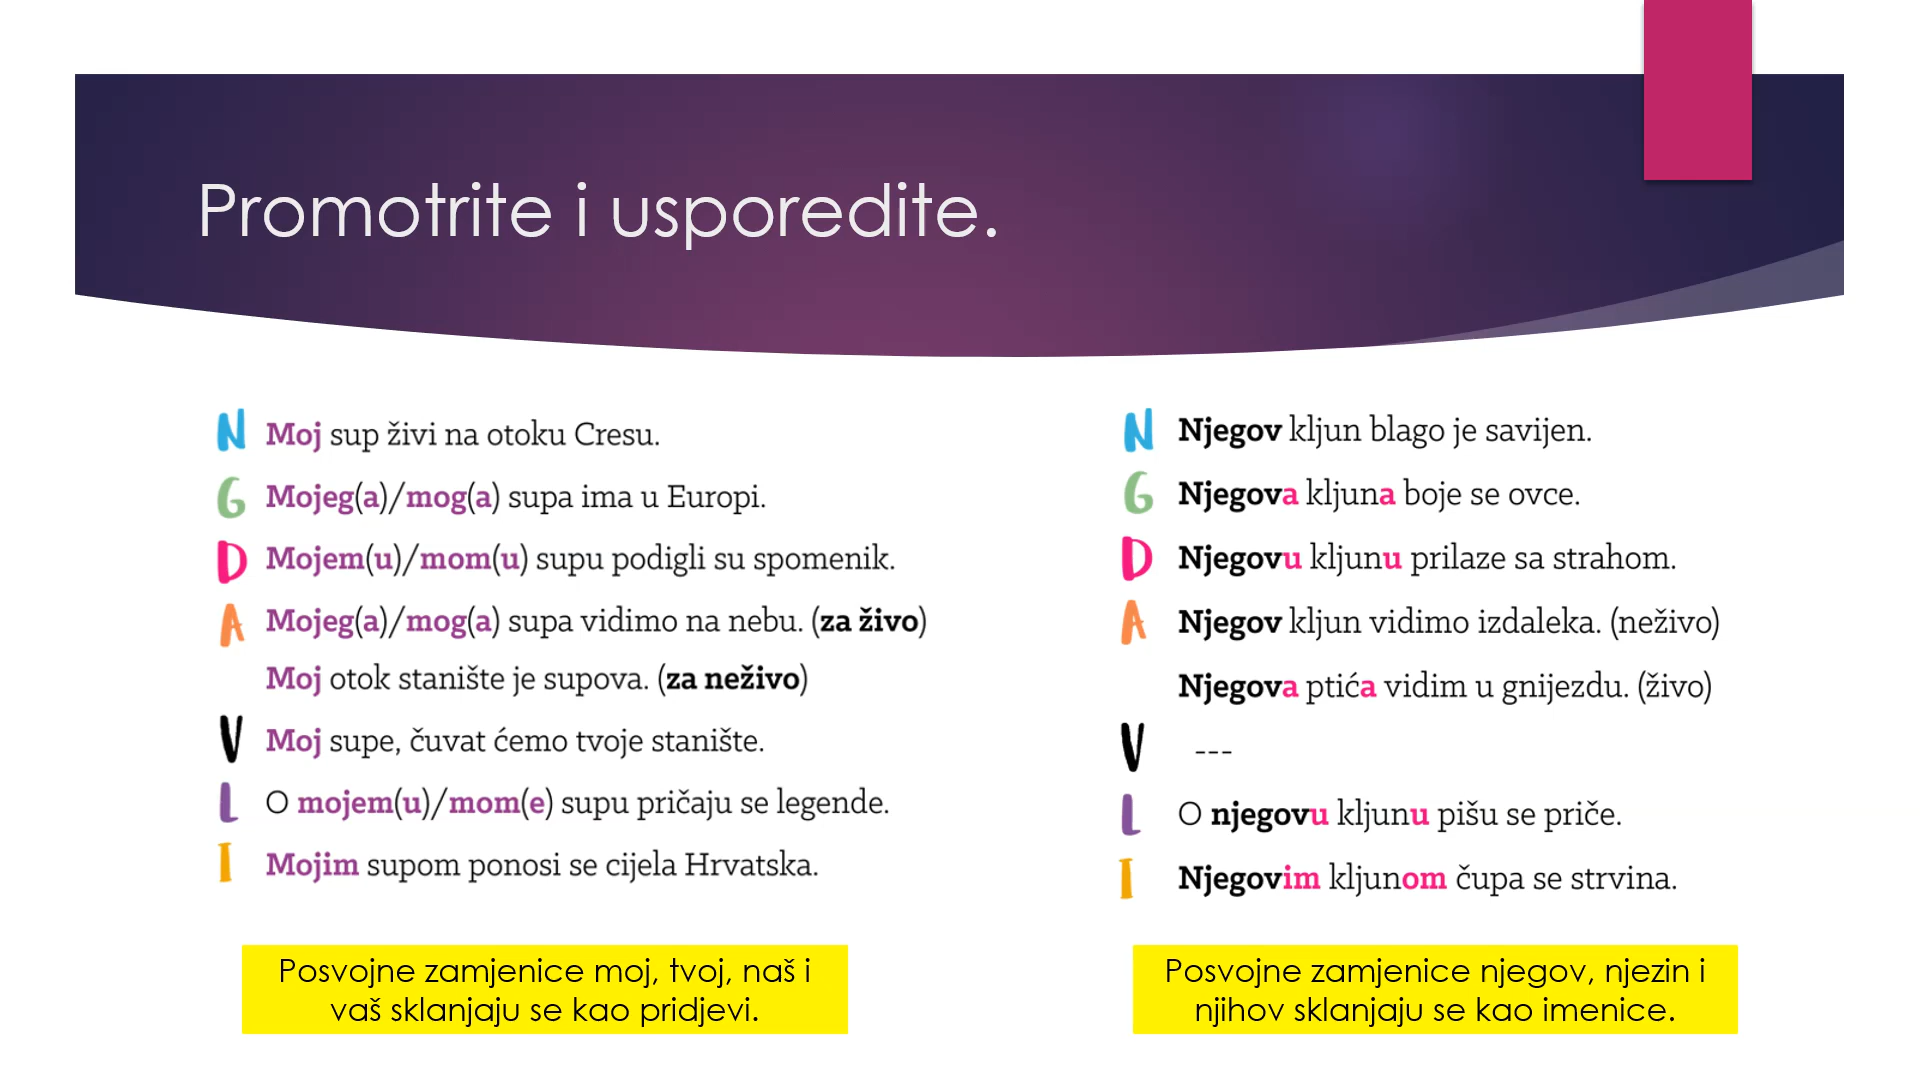 Promotrite i usporedite.
N Moj sup živi na otoku Cresu.
G Mojeg(a)/mog(a) supa ima u Europi.
D Mojem(u)/mom(u) supu podigli su spomenik.
A Mojeg(a)/mog(a) supa vidimo na nebu. (za živo)
Moj otok stanište je supova. (za neživo)
V Moj supe, čuvat ćemo tvoje stanište.
L O mojem(u)/mom(e) supu pričaju se legende.
I Mojim supom ponosi se cijela Hrvatska.
Posvojne zamjenice moj, tvoj, naš i
vaš sklanjaju se kao pridjevi.
N Njegov kljun blago je savijen.
G Njegova kljuna boje se ovce.
D Njegovu kljunu prilaze sa strahom.
A Njegov kljun vidimo izdaleka. (neživo)
Njegova ptića vidim u gnijezdu. (živo)
V ---
L O njegovu kljunu pišu se priče.
I Njegovim kljunom čupa se strvina.
Posvojne zamjenice njegov, njezin i
njihov sklanjaju se kao imenice.